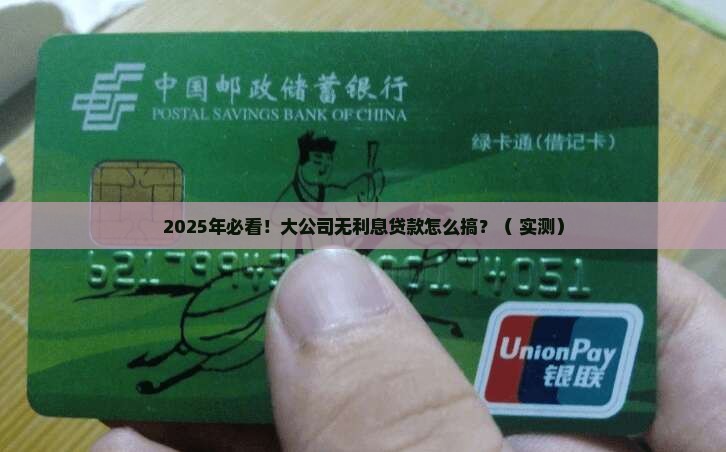 中国邮政储蓄银行
POSTAL SAVINGS BANK OF CHINA
绿卡通(借记卡)
2025年必看！大公司无利息贷款怎么搞？（ 实测）
UnionPay
银联